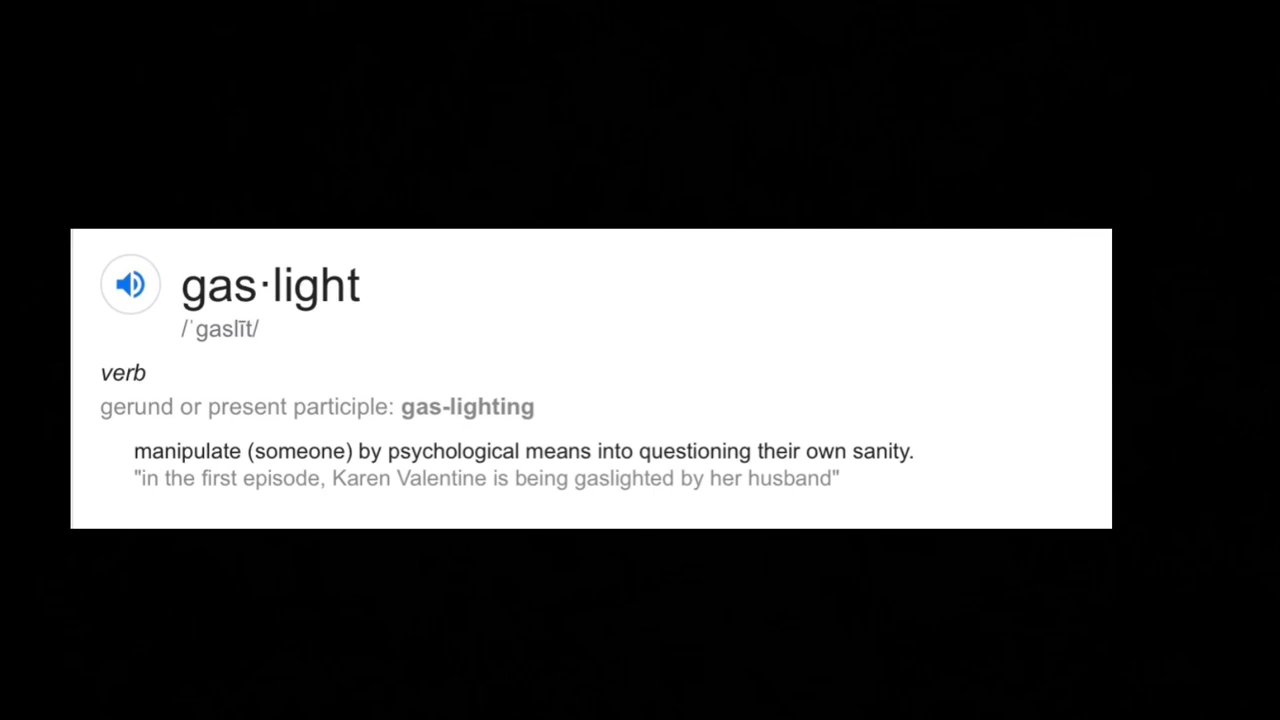 gas·light
/ˈɡaslīt/
verb
gerund or present participle: gas-lighting
manipulate (someone) by psychological means into questioning their own sanity.
"in the first episode, Karen Valentine is being gaslighted by her husband"